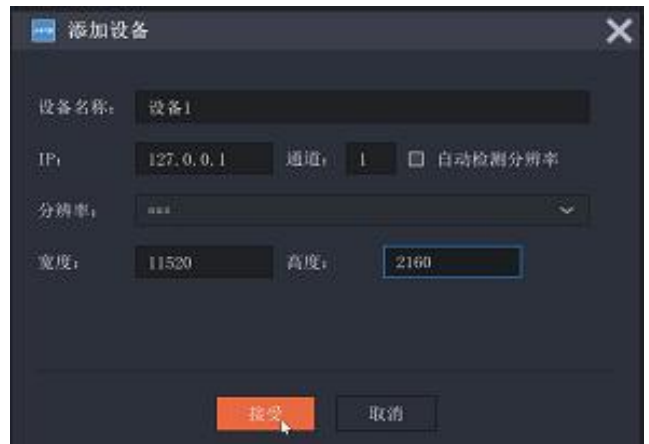 添加设备
设备名称: 设备1
IP: 127.0.0.1 通道: 1 自动检测分辨率
分辨率: ===
宽度: 11520 高度: 2160
接受 取消